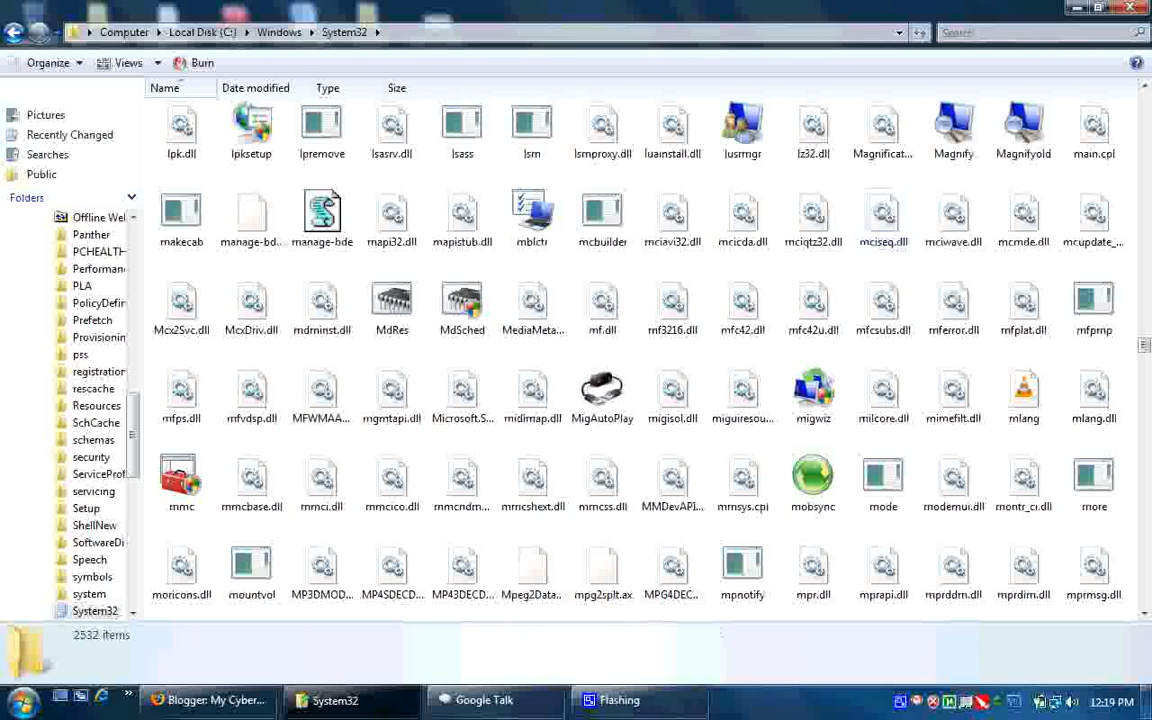 Computer Local Disk (C:) Windows System32
Search
Organize Views Burn
Name Date modified Type Size
Pictures
Recently Changed
Searches
Public
Folders
Offline Wel
Panther
PCHEALTH
Performan
PLA
PolicyDefin
Prefetch
Provisioning
pss
registration
rescache
Resources
SchCache
schemas
security
ServiceProf
servicing
Setup
ShellNew
SoftwareDi
Speech
symbols
system
System32
lpk.dll lpksetup lpremove lsasrv.dll lsass lsm lsmproxy.dll luainstall.dll lusrmgr lz32.dll Magnificat... Magnify Magnifyold main.cpl
makecab manage-bd... manage-bde mapi32.dll mapistub.dll mblctr mcbuilder mciavi32.dll mcicda.dll mciqtz32.dll mciseq.dll mciwave.dll mcmde.dll mcupdate_...
Mcx2Svc.dll McxDriv.dll mdminst.dll MdRes MdSched MediaMeta... mf.dll mf3216.dll mfc42.dll mfc42u.dll mfcsubs.dll mferror.dll mfplat.dll mfpmp
mfps.dll mfvdsp.dll MFWMAA... mgmtapi.dll Microsoft.S... midimap.dll MigAutoPlay migisol.dll miguiresou... migwiz milcore.dll mimefilt.dll mlang mlang.dll
mmc mmcbase.dll mmci.dll mmcico.dll mmcndm... mmcshext.dll mmcss.dll MMDevAPI... mmsys.cpl mobsync mode modemui.dll montr_ci.dll more
moricons.dll mountvol MP3DMOD... MP4SDECD... MP43DECD... Mpeg2Data... mpg2splt.ax MPG4DEC... mpnotify mpr.dll mprapi.dll mprddm.dll mprdim.dll mprmsg.dll
2532 items
Blogger: My Cyber... System32 Google Talk Flashing 12:19 PM